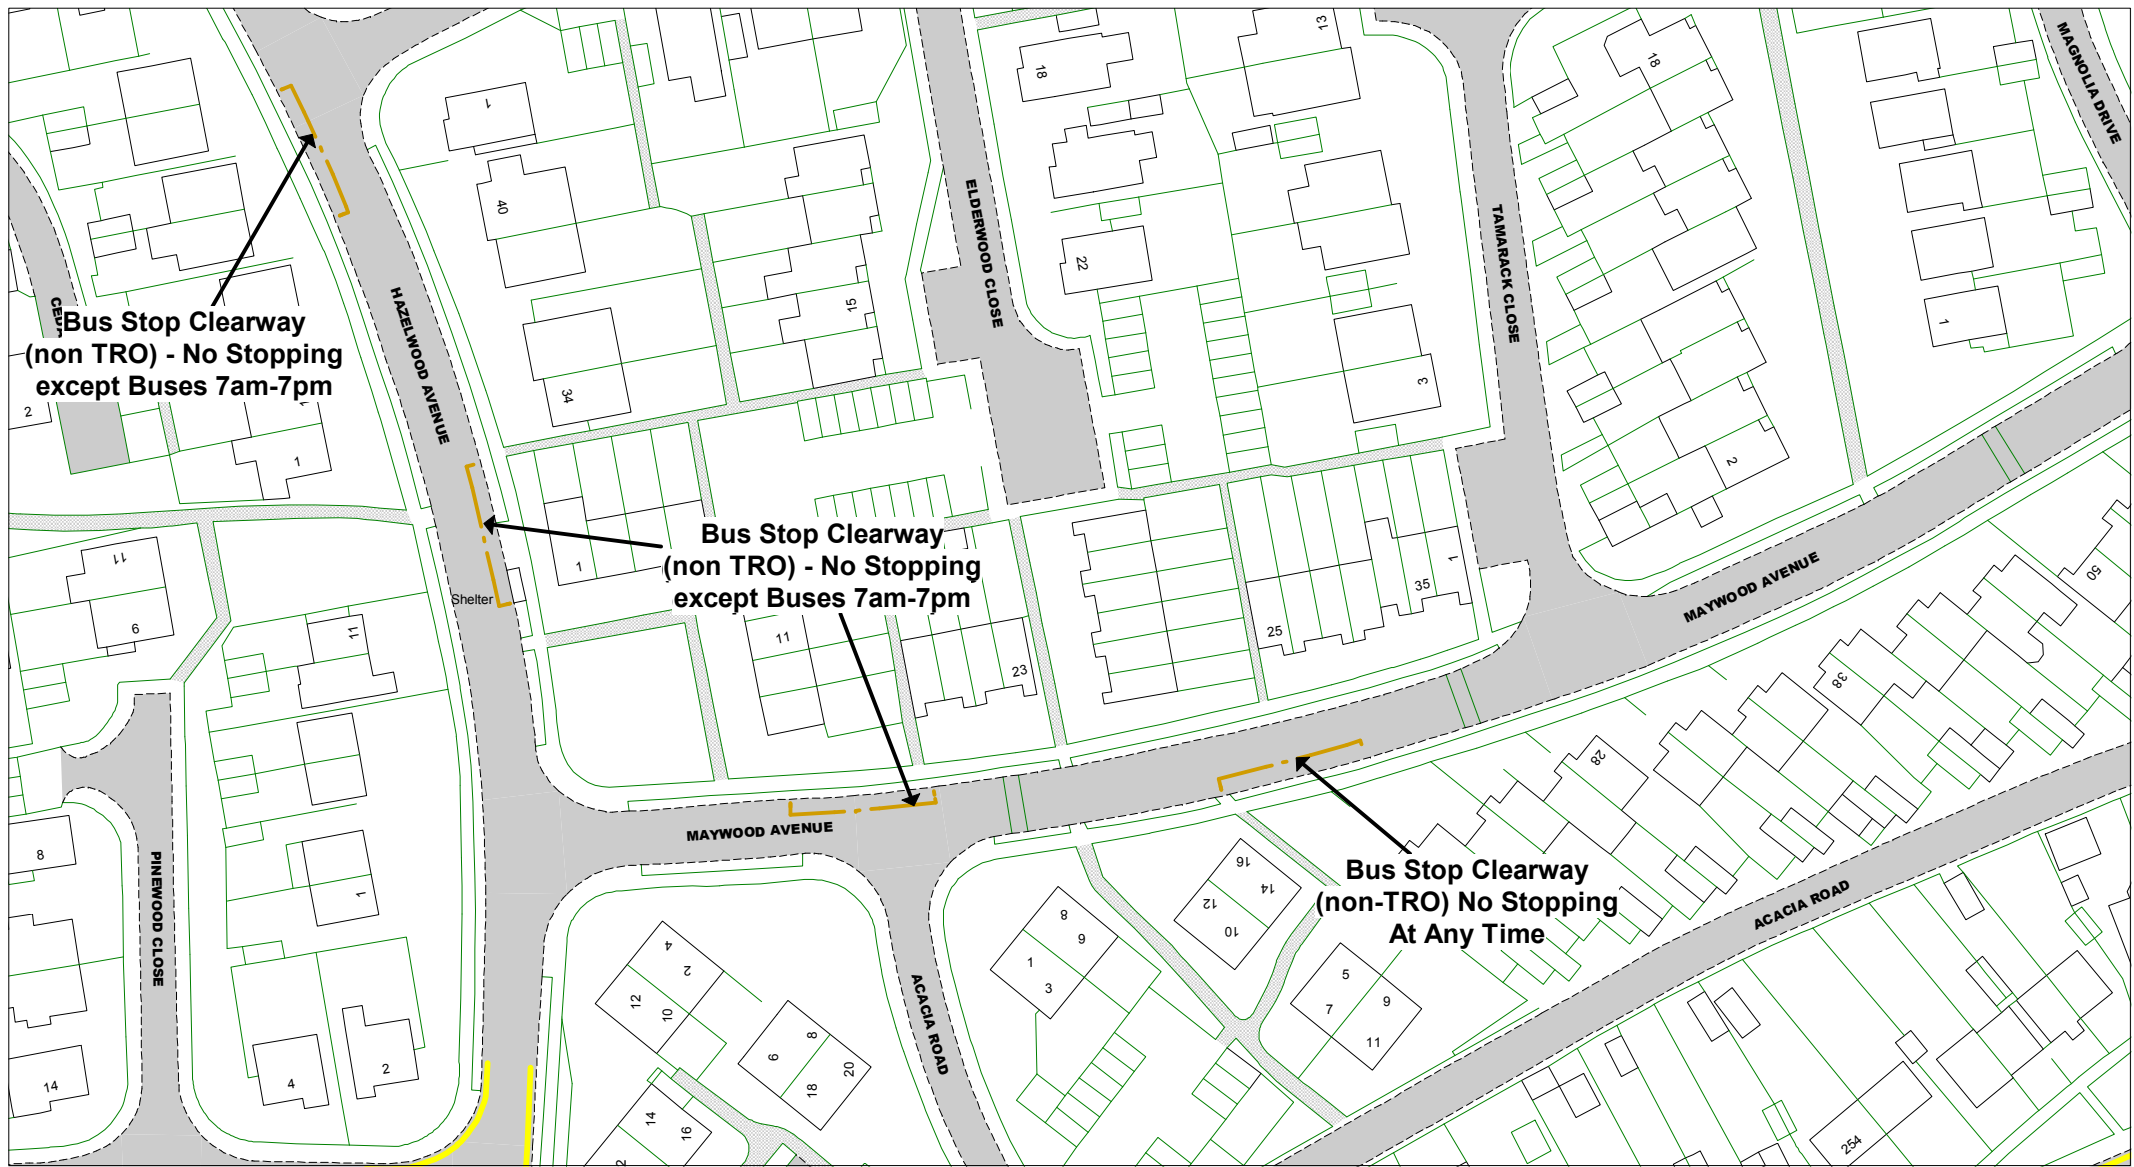 MAGNOLIA DRIVE
13
18
18
1
40
ELDERWOOD CLOSE
TAMARACK CLOSE
22
HAZELWOOD AVENUE
15
1
Bus Stop Clearway
(non TRO) - No Stopping
except Buses 7am-7pm
2
34
3
1
2
Bus Stop Clearway
(non TRO) - No Stopping
except Buses 7am-7pm
1
11
6
Shelter
11
11
23
25
35
1
MAYWOOD AVENUE
50
38
28
MAYWOOD AVENUE
8
PINEWOOD CLOSE
1
14
4
2
Bus Stop Clearway
(non-TRO) No Stopping
At Any Time
ACACIA ROAD
16
14
12
10
8
6
1
3
5
7
9
11
4
2
12
10
8
6
20
18
14
16
ACACIA ROAD
254